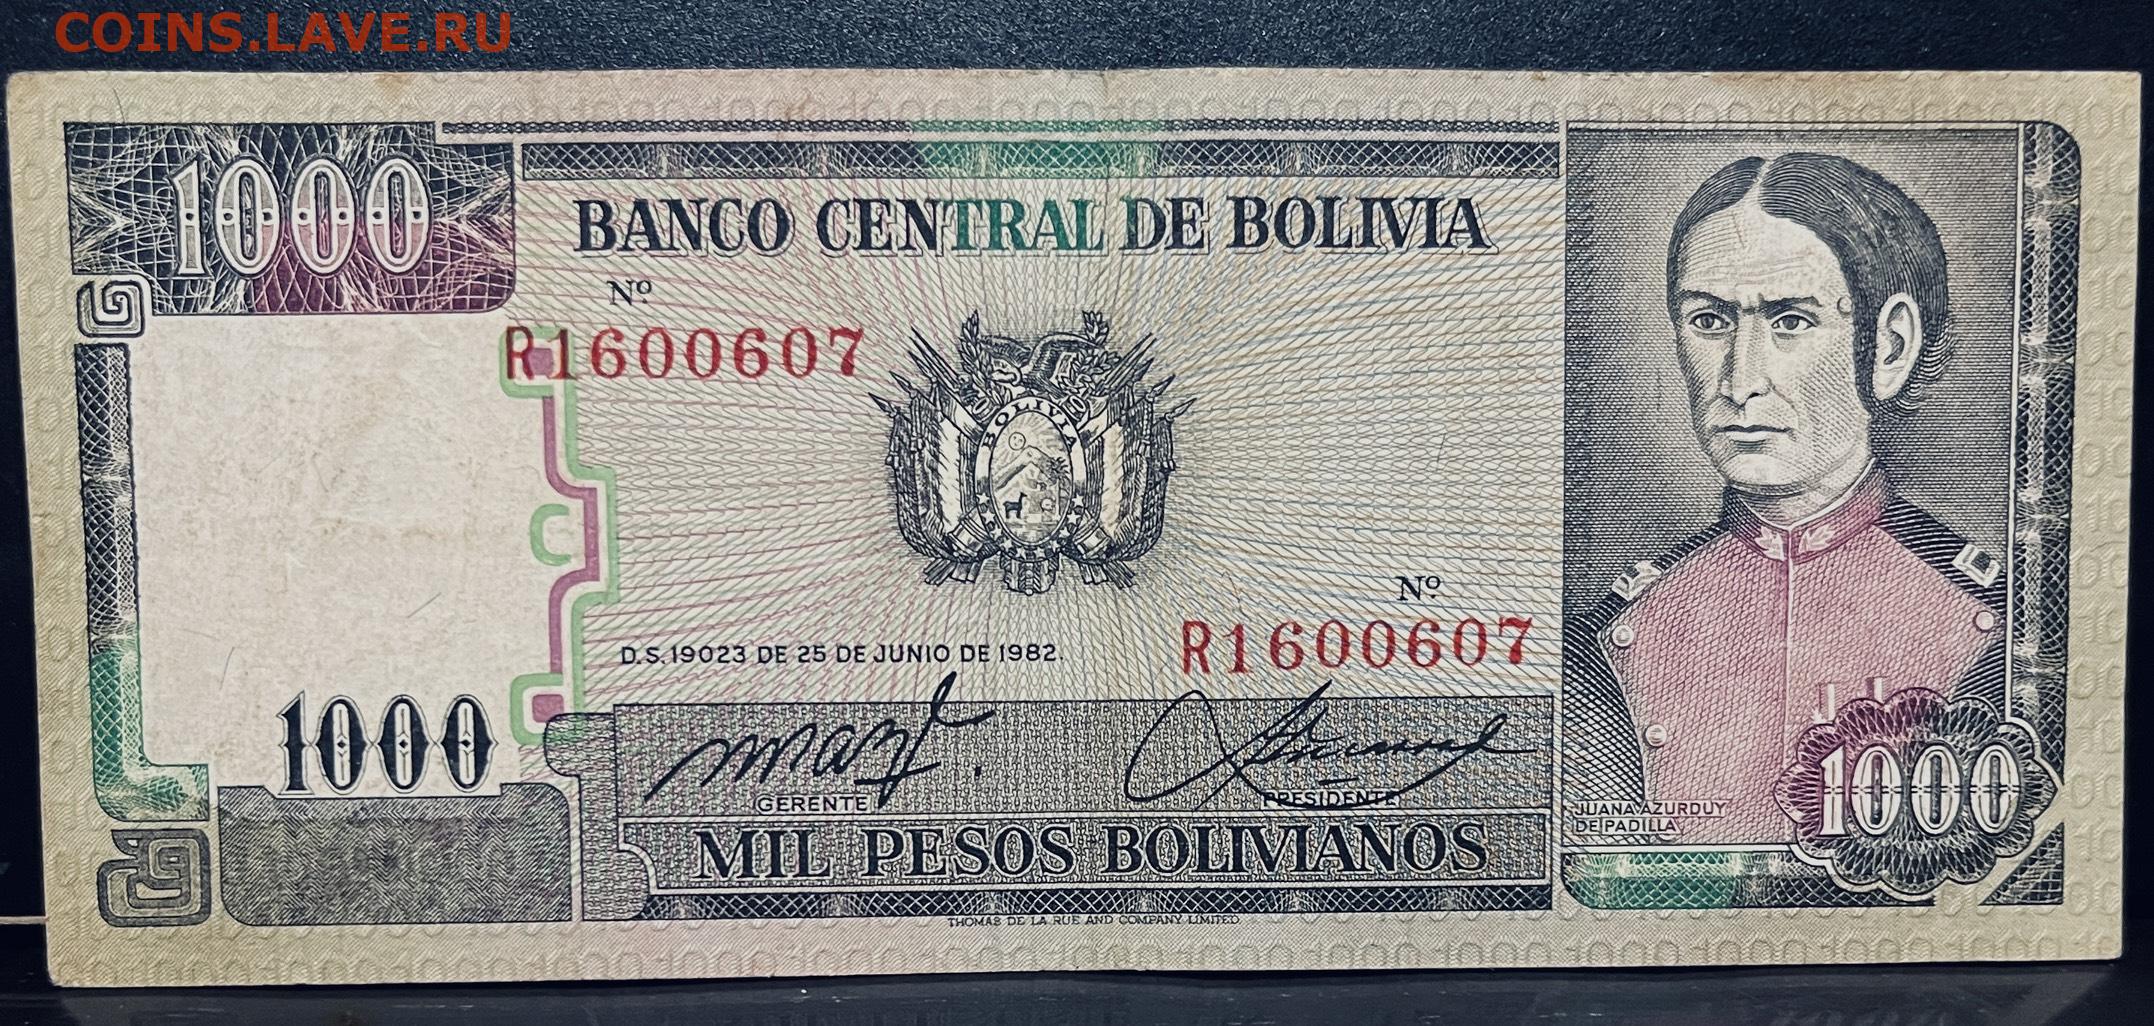 COINS.LAVE.RU
1000
BANCO CENTRAL DE BOLIVIA
Nº
R1600607
BOLIVIA
Nº
R1600607
D.S. 19023 DE 25 DE JUNIO DE 1982.
1000
GERENTE
PRESIDENTE
JUANA AZURDUY
DE PADILLA
1000
MIL PESOS BOLIVIANOS
THOMAS DE LA RUE AND COMPANY LIMITED